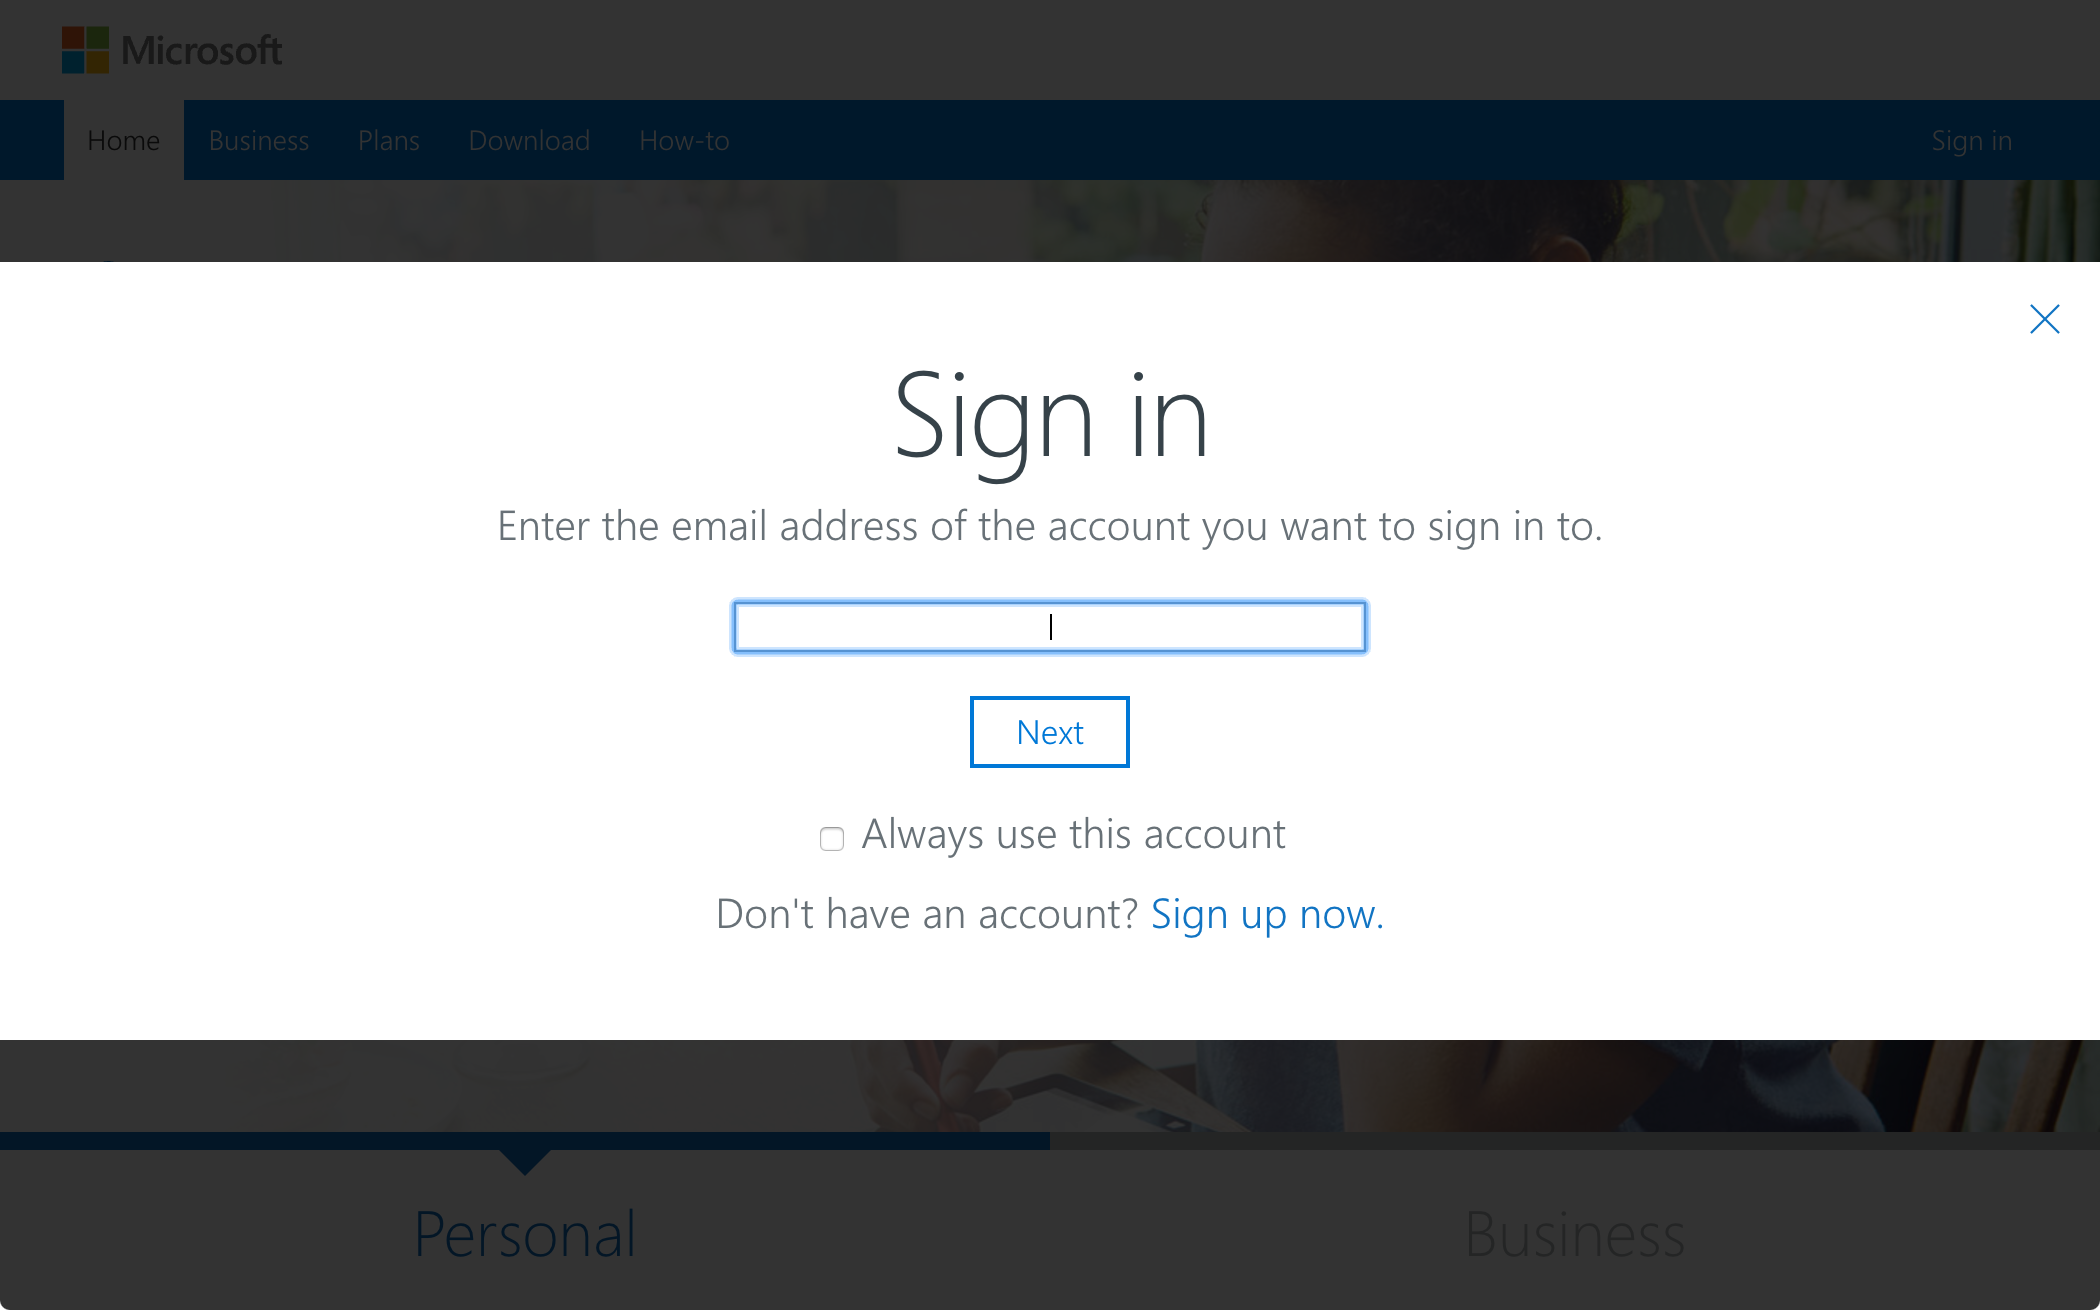 Microsoft
Home Business Plans Download How-to Sign in
Sign in
Enter the email address of the account you want to sign in to.
Next
Always use this account
Don't have an account? Sign up now.
Personal Business